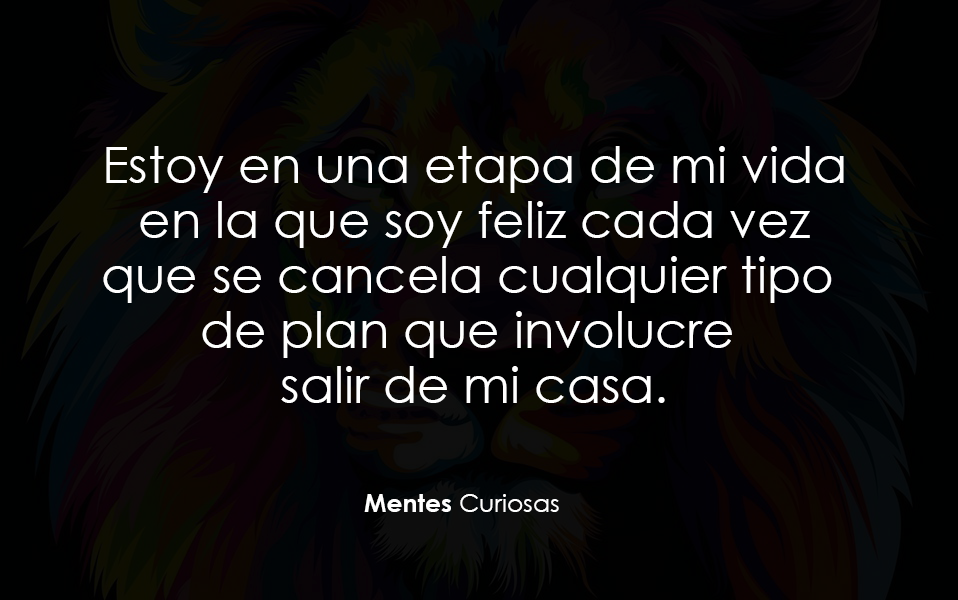 Estoy en una etapa de mi vida
en la que soy feliz cada vez
que se cancela cualquier tipo
de plan que involucre
salir de mi casa.
Mentes Curiosas